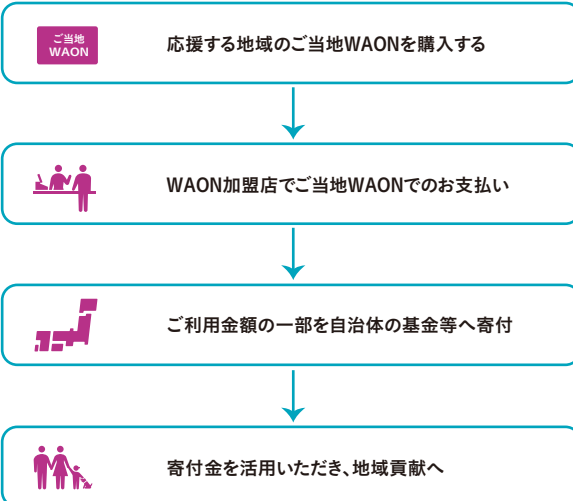 ご当地
WAON
応援する地域のご当地WAONを購入する
WAON加盟店でご当地WAONでのお支払い
ご利用金額の一部を自治体の基金等へ寄付
寄付金を活用いただき、地域貢献へ